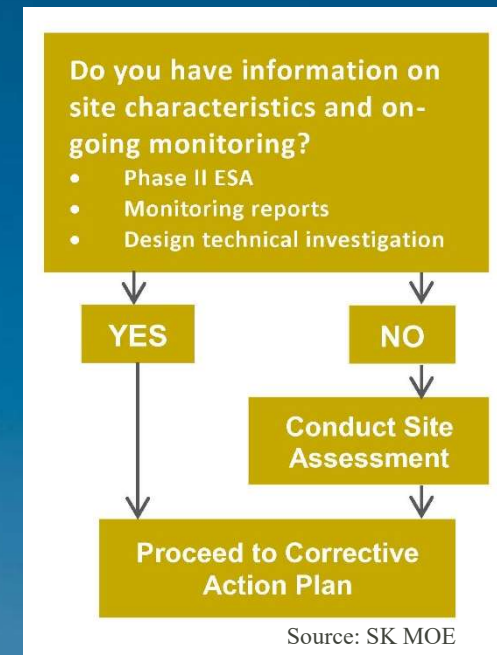 Do you have information on
site characteristics and on-
going monitoring?
• Phase II ESA
• Monitoring reports
• Design technical investigation
YES
NO
Conduct Site
Assessment
Proceed to Corrective
Action Plan
Source: SK MOE